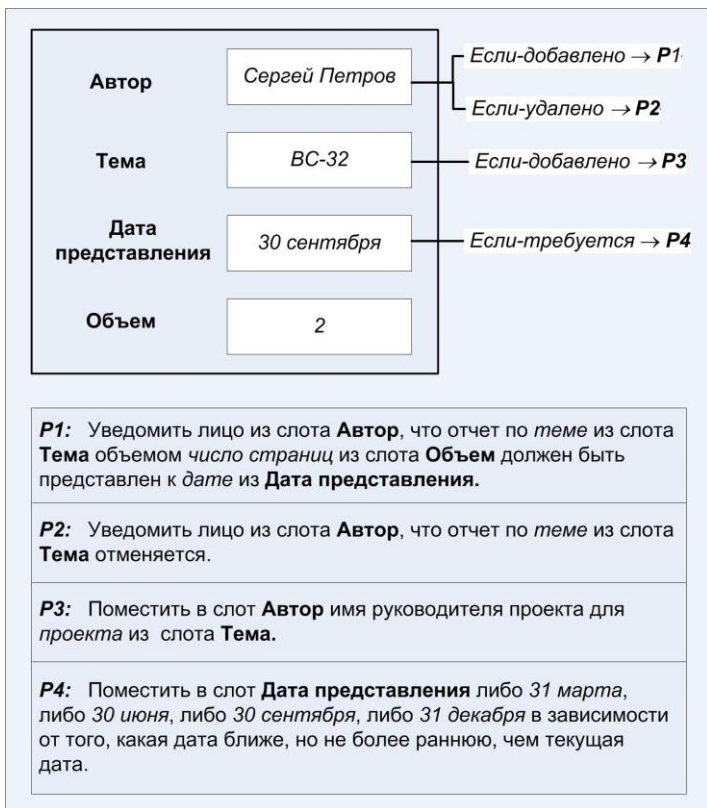 Автор
Сергей Петров
Если-добавлено → P1
Если-удалено → P2
Тема
ВС-32
Если-добавлено → P3
Дата
представления
30 сентября
Если-требуется → P4
Объем
2
P1: Уведомить лицо из слота Автор, что отчет по теме из слота
Тема объемом число страниц из слота Объем должен быть
представлен к дате из Дата представления.
P2: Уведомить лицо из слота Автор, что отчет по теме из слота
Тема отменяется.
P3: Поместить в слот Автор имя руководителя проекта для
проекта из слота Тема.
P4: Поместить в слот Дата представления либо 31 марта,
либо 30 июня, либо 30 сентября, либо 31 декабря в зависимости
от того, какая дата ближе, но не более раннюю, чем текущая
дата.